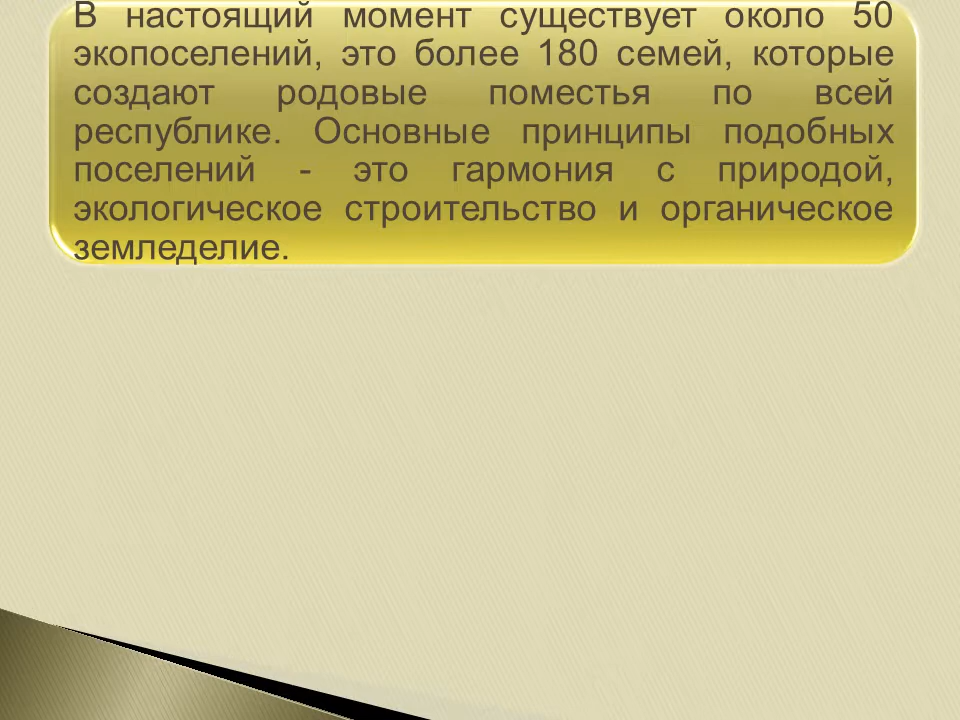 В настоящий момент существует около 50
экопоселений, это более 180 семей, которые
создают родовые поместья по всей
республике. Основные принципы подобных
поселений - это гармония с природой,
экологическое строительство и органическое
земледелие.